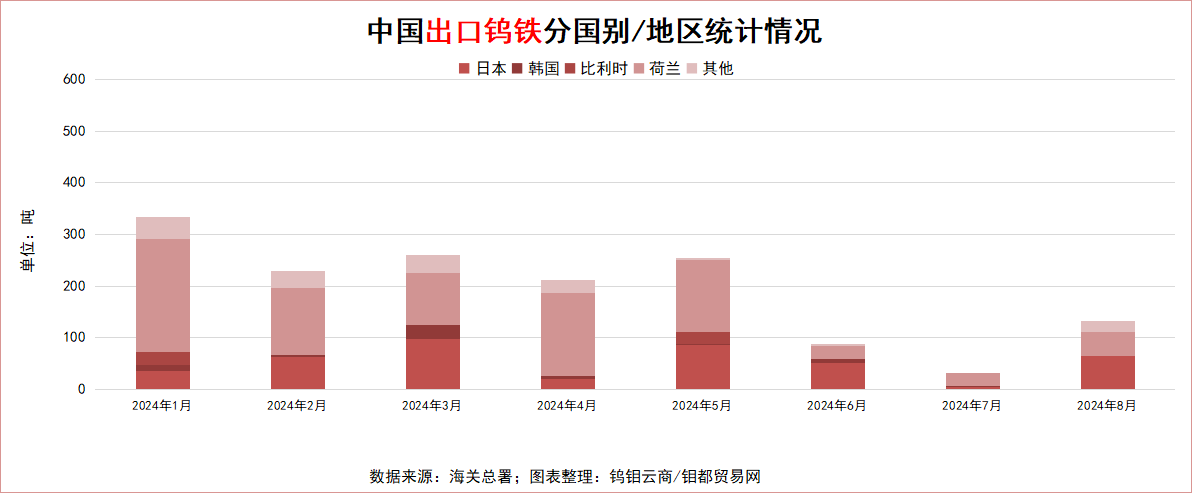 中国出口钨铁分国别/地区统计情况
日本 韩国 比利时 荷兰 其他
600
500
400
300
200
100
0
单位：吨
2024年1月 2024年2月 2024年3月 2024年4月 2024年5月 2024年6月 2024年7月 2024年8月
数据来源：海关总署；图表整理：钨钼云商/钼都贸易网